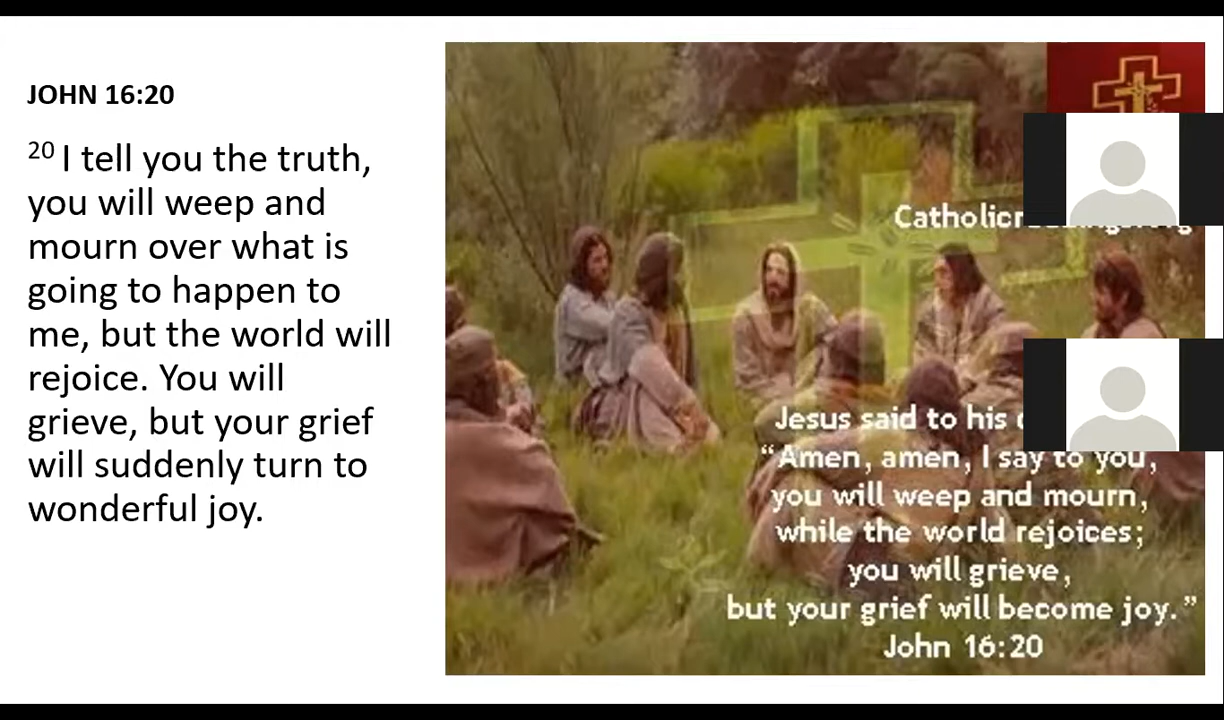 JOHN 16:20
20 I tell you the truth,
you will weep and
mourn over what is
going to happen to
me, but the world will
rejoice. You will
grieve, but your grief
will suddenly turn to
wonderful joy.
Jesus said to his
“Amen, amen, I say to you,
you will weep and mourn,
while the world rejoices;
you will grieve,
but your grief will become joy.”
John 16:20